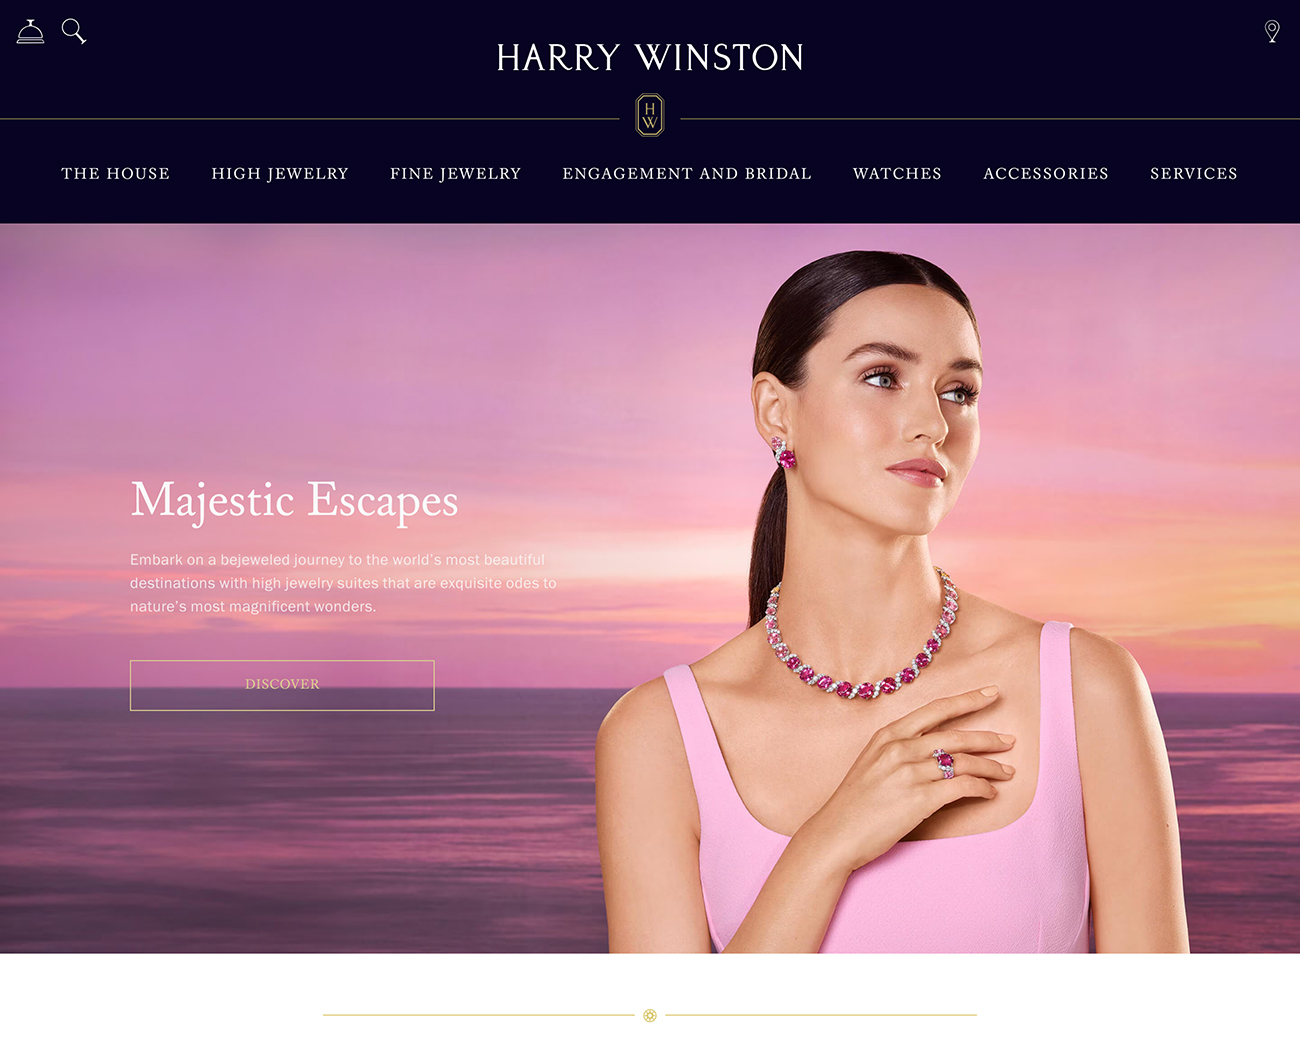 HARRY WINSTON
H
W
THE HOUSE HIGH JEWELRY FINE JEWELRY ENGAGEMENT AND BRIDAL WATCHES ACCESSORIES SERVICES
Majestic Escapes
Embark on a bejeweled journey to the world's most beautiful
destinations with high jewelry suites that are exquisite odes to
nature's most magnificent wonders.
DISCOVER